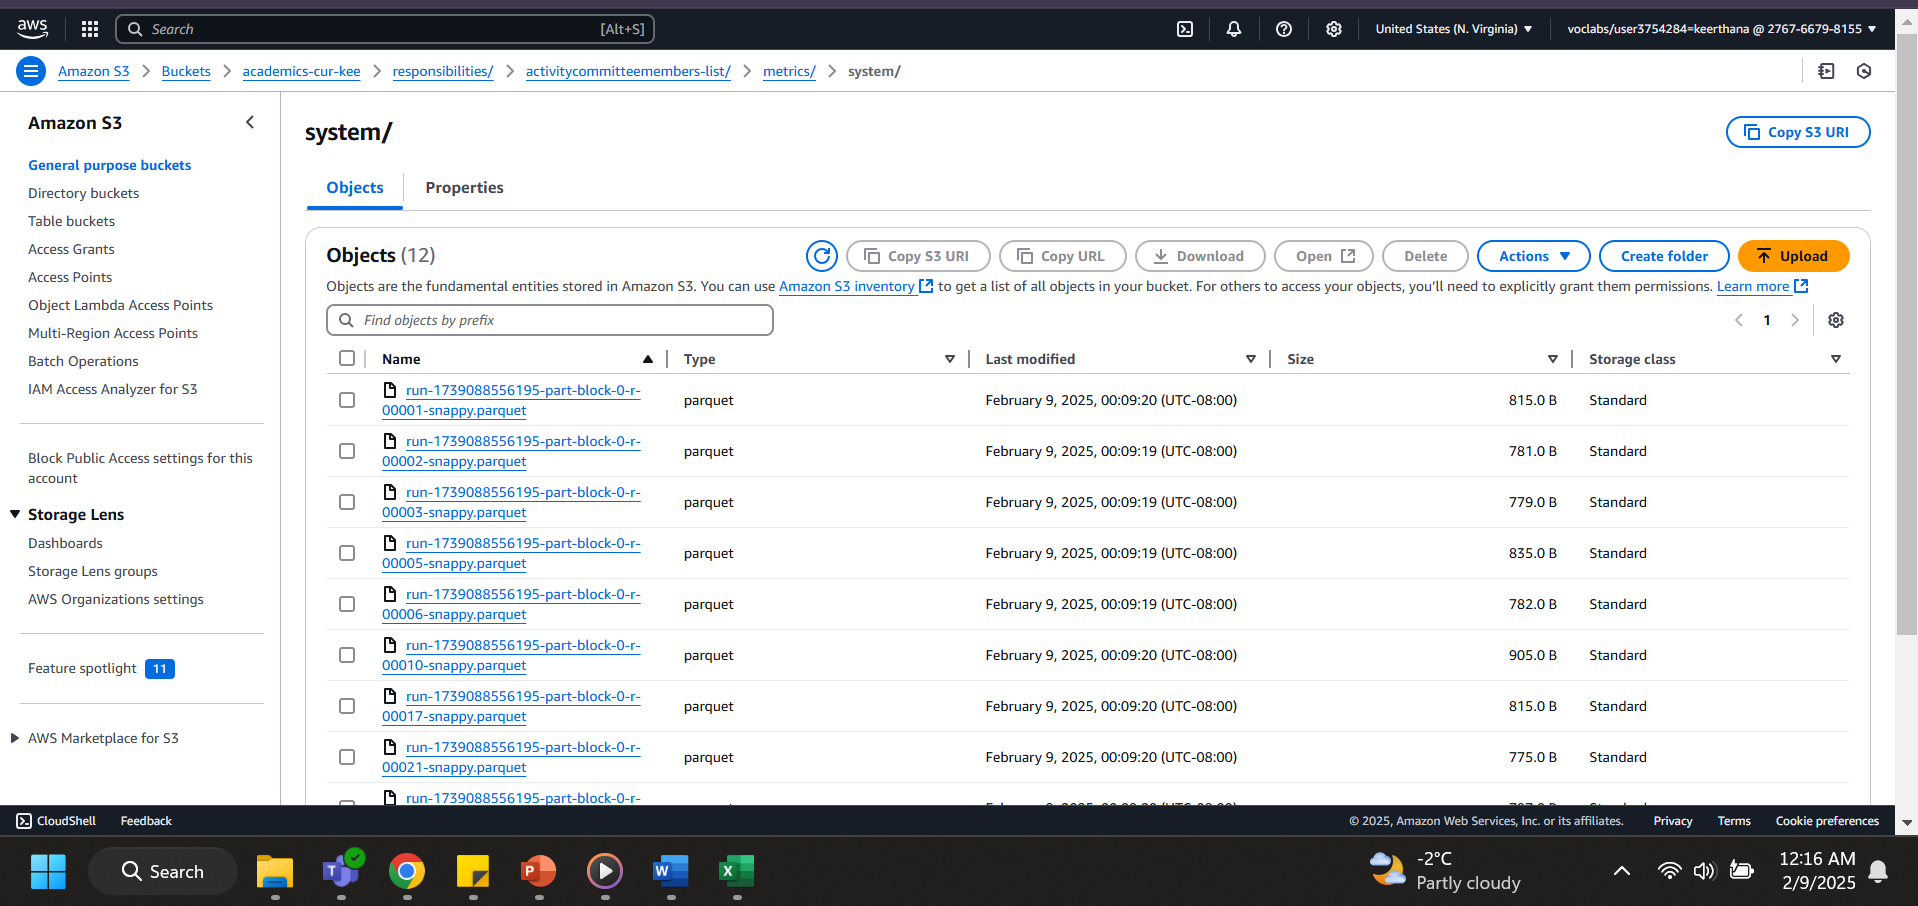 aws
Search [Alt+S]
United States (N. Virginia)
voclabs/user3754284=keerthana @ 2767-6679-8155
Amazon S3 > Buckets > academics-cur-kee > responsibilities/ > activitycommitteemembers-list/ > metrics/ > system/
Amazon S3
General purpose buckets
Directory buckets
Table buckets
Access Grants
Access Points
Object Lambda Access Points
Multi-Region Access Points
Batch Operations
IAM Access Analyzer for S3
Block Public Access settings for this
account
Storage Lens
Dashboards
Storage Lens groups
AWS Organizations settings
Feature spotlight 11
AWS Marketplace for S3
system/
Copy S3 URI
Objects Properties
Objects (12)
Copy S3 URI Copy URL Download Open Delete Actions Create folder Upload
Objects are the fundamental entities stored in Amazon S3. You can use Amazon S3 inventory to get a list of all objects in your bucket. For others to access your objects, you'll need to explicitly grant them permissions. Learn more
Find objects by prefix
1
Name Type Last modified Size Storage class
run-1739088556195-part-block-0-r-
00001-snappy.parquet
parquet February 9, 2025, 00:09:20 (UTC-08:00) 815.0 B Standard
run-1739088556195-part-block-0-r-
00002-snappy.parquet
parquet February 9, 2025, 00:09:19 (UTC-08:00) 781.0 B Standard
run-1739088556195-part-block-0-r-
00003-snappy.parquet
parquet February 9, 2025, 00:09:19 (UTC-08:00) 779.0 B Standard
run-1739088556195-part-block-0-r-
00005-snappy.parquet
parquet February 9, 2025, 00:09:19 (UTC-08:00) 835.0 B Standard
run-1739088556195-part-block-0-r-
00006-snappy.parquet
parquet February 9, 2025, 00:09:19 (UTC-08:00) 782.0 B Standard
run-1739088556195-part-block-0-r-
00010-snappy.parquet
parquet February 9, 2025, 00:09:20 (UTC-08:00) 905.0 B Standard
run-1739088556195-part-block-0-r-
00017-snappy.parquet
parquet February 9, 2025, 00:09:20 (UTC-08:00) 815.0 B Standard
run-1739088556195-part-block-0-r-
00021-snappy.parquet
parquet February 9, 2025, 00:09:20 (UTC-08:00) 775.0 B Standard
run-1739088556195-part-block-0-r-
CloudShell Feedback
© 2025, Amazon Web Services, Inc. or its affiliates. Privacy Terms Cookie preferences
Search
-2°C
Partly cloudy
12:16 AM
2/9/2025